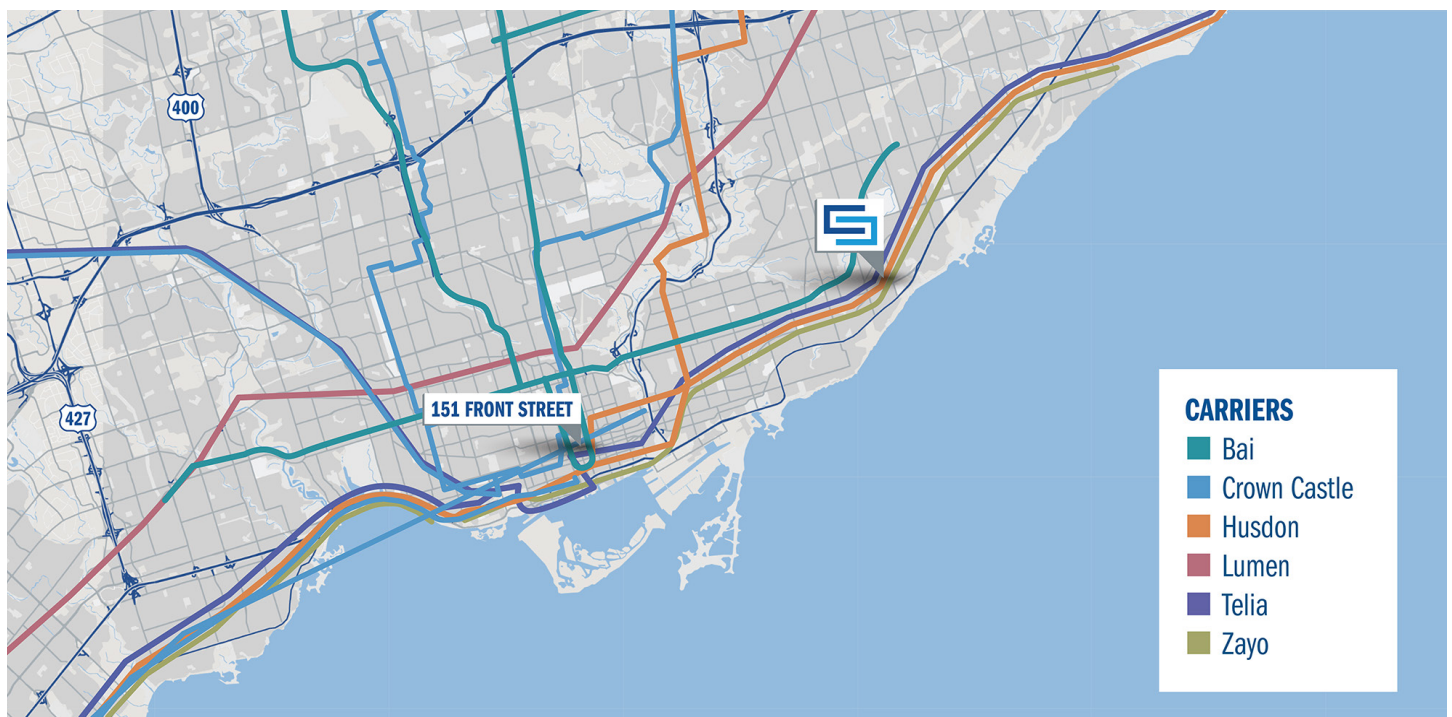 400
427
151 FRONT STREET
CARRIERS
Bai
Crown Castle
Husdon
Lumen
Telia
Zayo